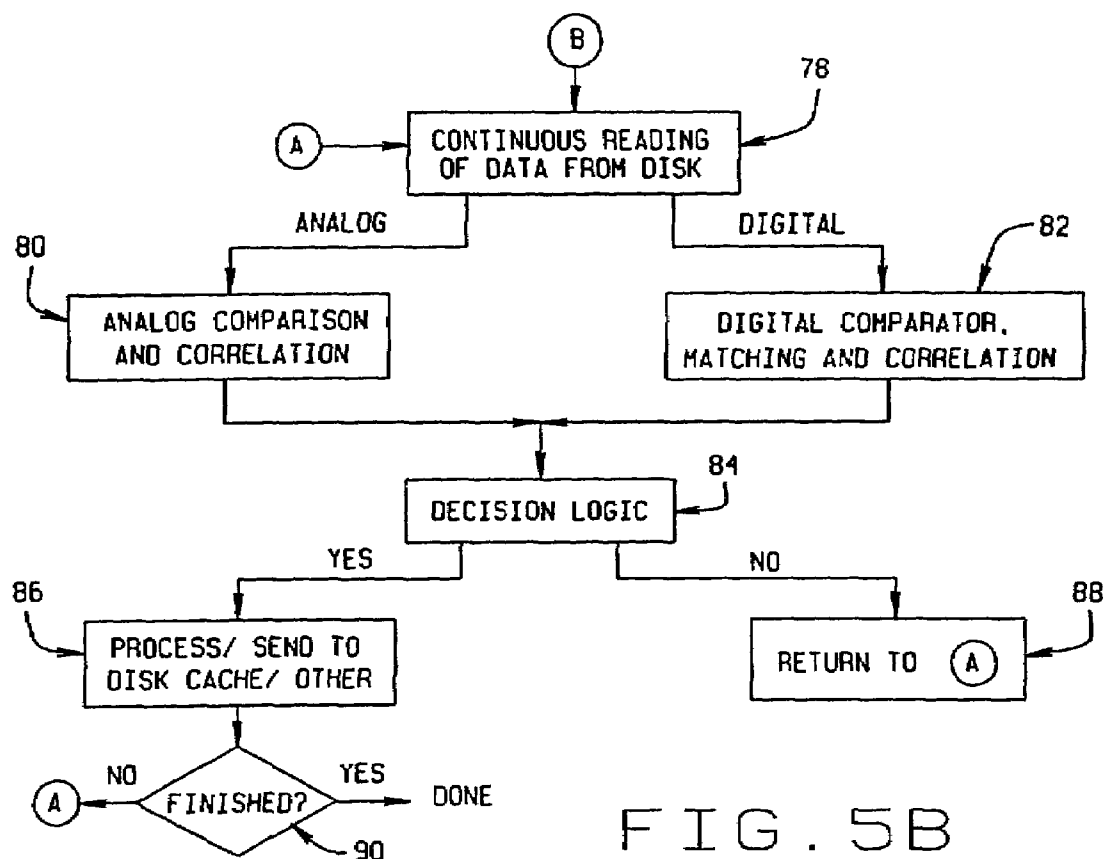 B
78
A
CONTINUOUS READING
OF DATA FROM DISK
ANALOG
DIGITAL
80
82
ANALOG COMPARISON
AND CORRELATION
DIGITAL COMPARATOR,
MATCHING AND CORRELATION
84
DECISION LOGIC
YES
NO
86
88
PROCESS/ SEND TO
DISK CACHE/ OTHER
RETURN TO A
NO
YES
A
FINISHED?
DONE
90
FIG. 5B